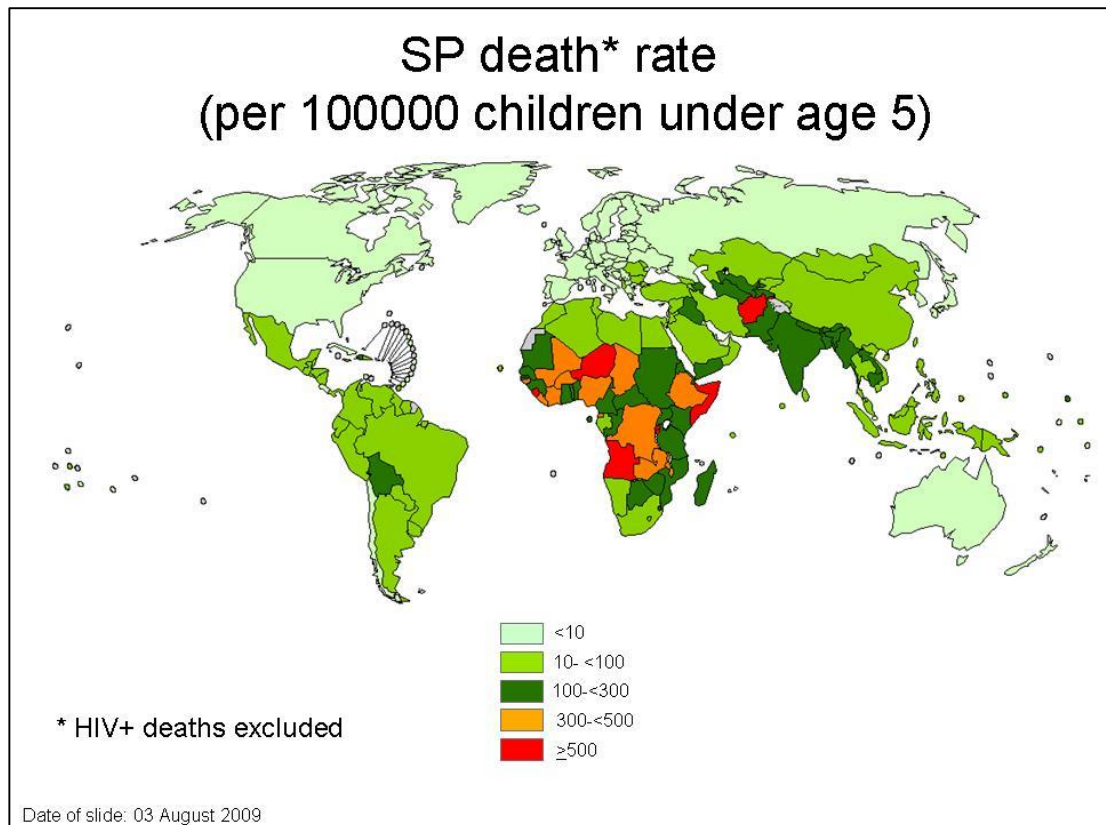 SP death* rate
(per 100000 children under age 5)
<10
10- <100
100-<300
300-<500
≥500
* HIV+ deaths excluded
Date of slide: 03 August 2009